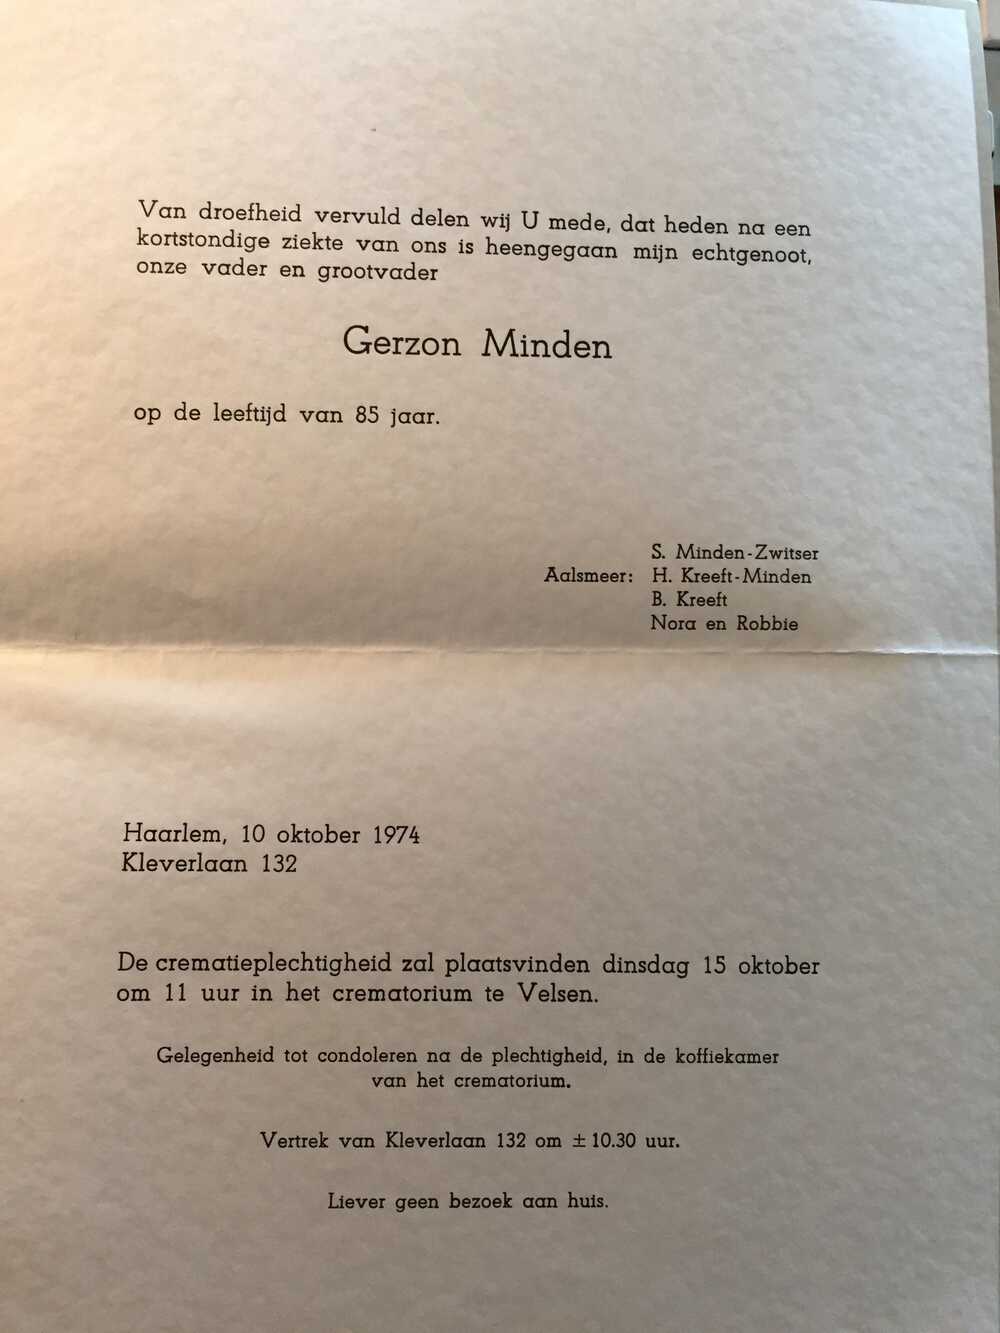 Van droefheid vervuld delen wij U mede, dat heden na een
kortstondige ziekte van ons is heengegaan mijn echtgenoot,
onze vader en grootvader
Gerzon Minden
op de leeftijd van 85 jaar.
S. Minden-Zwitser
Aalsmeer: H. Kreeft-Minden
B. Kreeft
Nora en Robbie
Haarlem, 10 oktober 1974
Kleverlaan 132
De crematieplechtigheid zal plaatsvinden dinsdag 15 oktober
om 11 uur in het crematorium te Velsen.
Gelegenheid tot condoleren na de plechtigheid, in de koffiekamer
van het crematorium.
Vertrek van Kleverlaan 132 om ± 10.30 uur.
Liever geen bezoek aan huis.